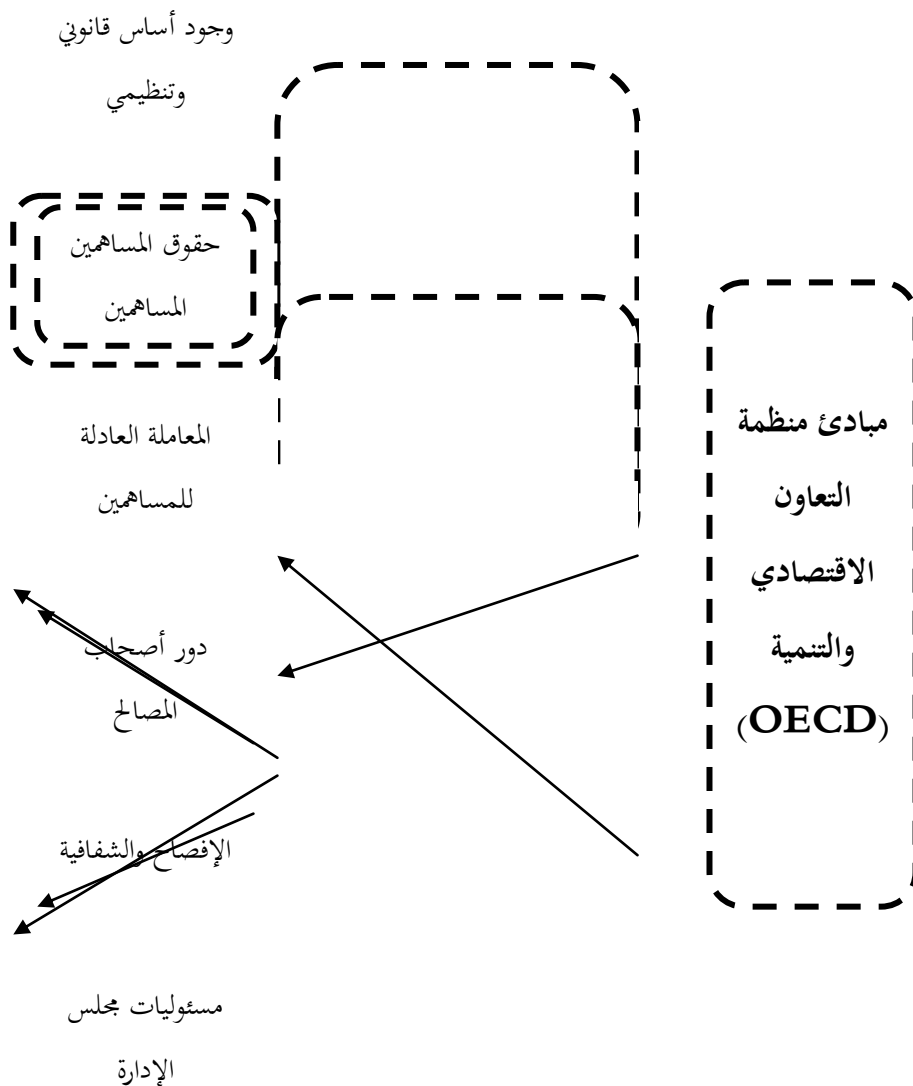 وجود أساس قانوني
وتنظيمي
حقوق المساهمين
المساهمين
المعاملة العادلة
للمساهمين
دور أصحاب
المصالح
الإفصاح والشفافية
مسئوليات مجلس
الإدارة
مبادئ منظمة
التعاون
الاقتصادي
والتنمية
(OECD)